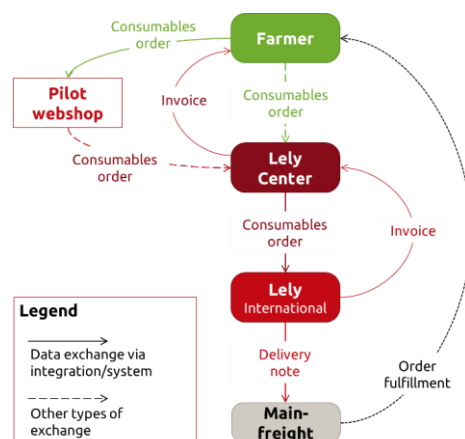 Consumables
order
Farmer
Pilot
webshop
Invoice
Consumables
order
Consumables
order
Lely
Center
Consumables
order
Invoice
Lely
International
Legend
Data exchange via
integration/system
Other types of
exchange
Delivery
note
Order
fulfillment
Main-
freight